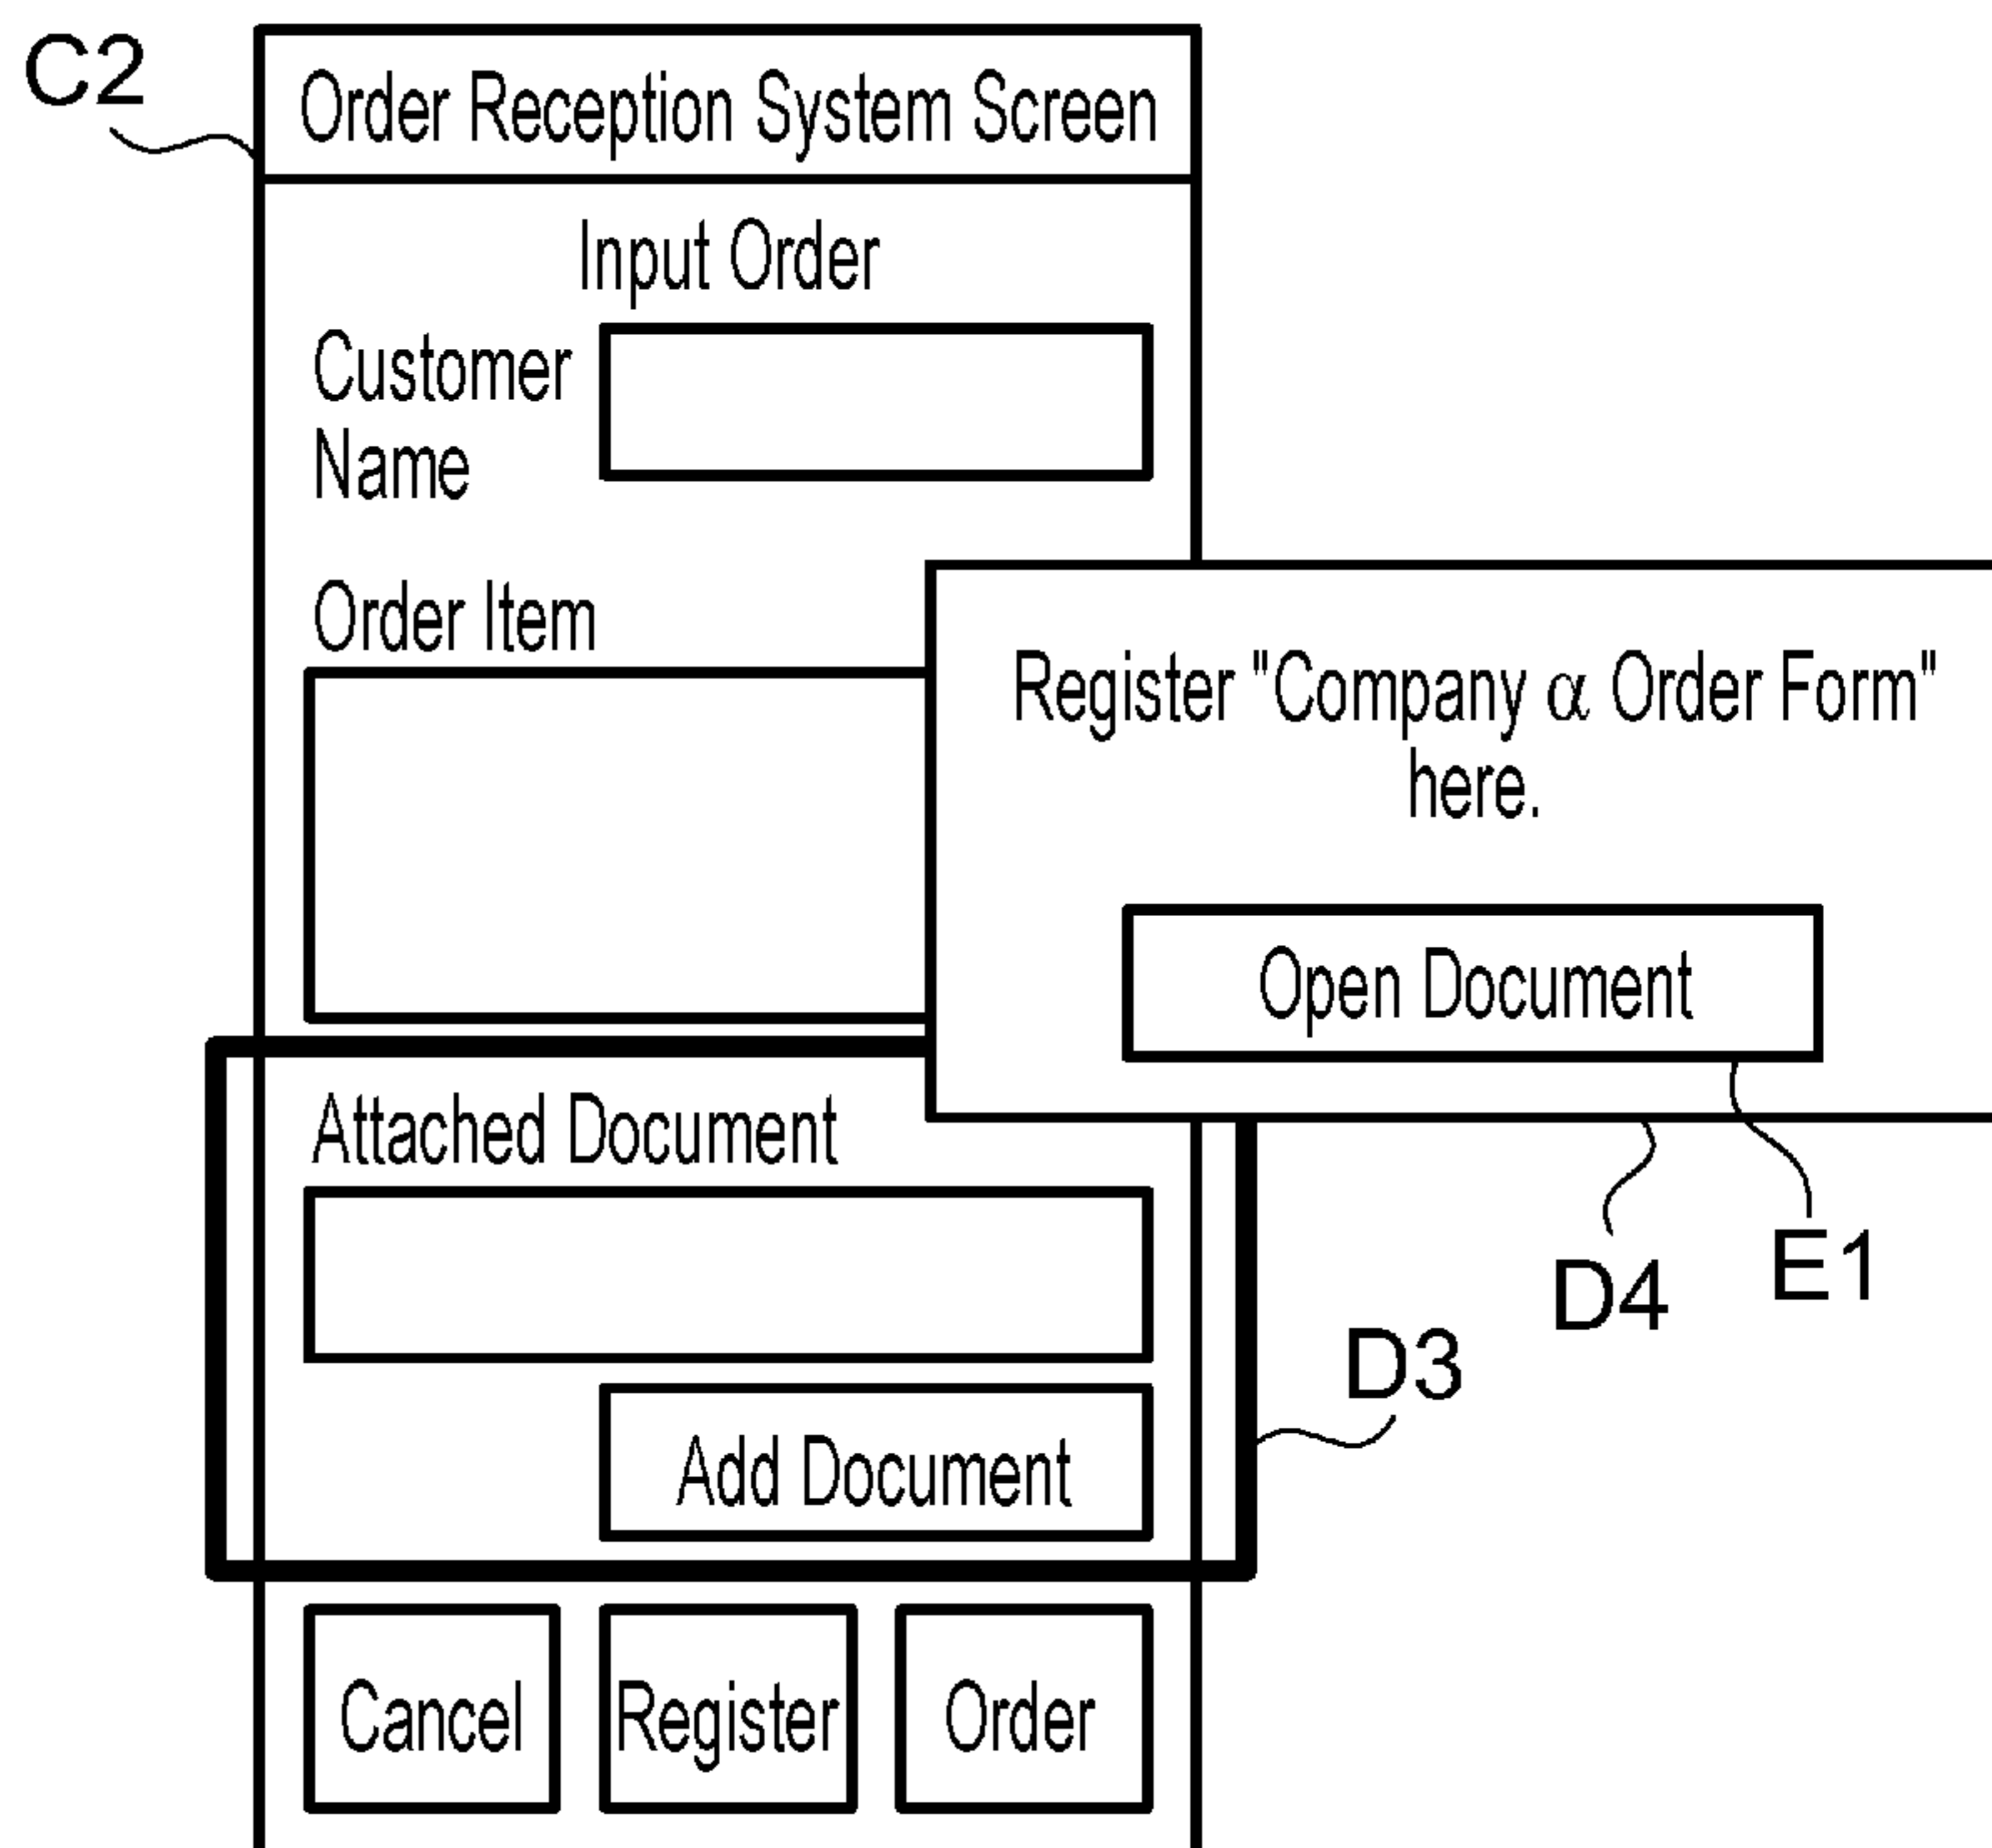 C2
Order Reception System Screen
Input Order
Customer
Name
Order Item
Register "Company α Order Form"
here.
Open Document
Attached Document
E1
D4
D3
Add Document
Cancel
Register
Order